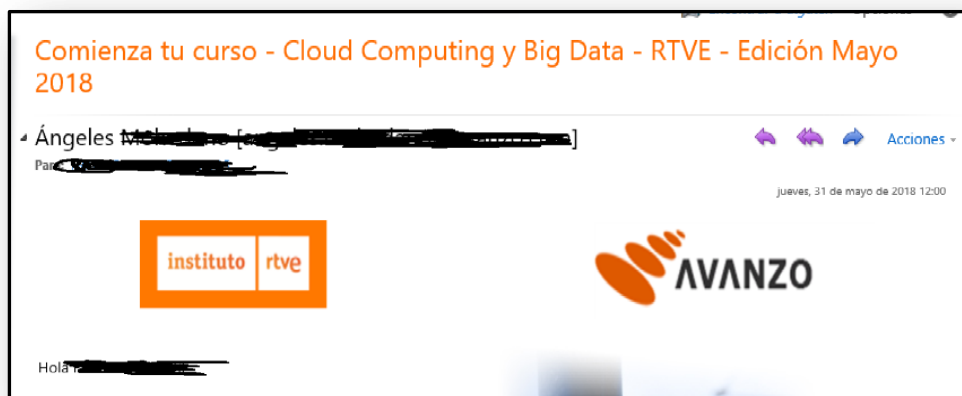 Comienza tu curso - Cloud Computing y Big Data - RTVE - Edición Mayo
2018
Ángeles
Acciones
jueves, 31 de mayo de 2018 12:00
instituto rtve
AVANZO
Hola